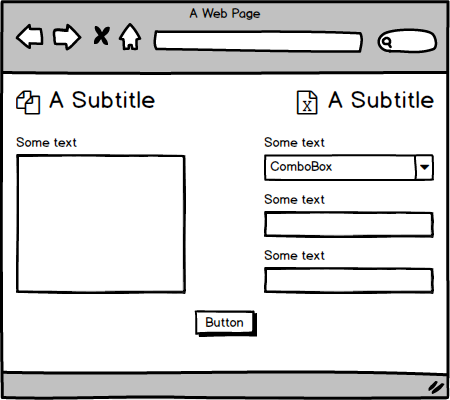 A Web Page
A Subtitle
Some text
X A Subtitle
Some text
ComboBox
Some text
Some text
Button